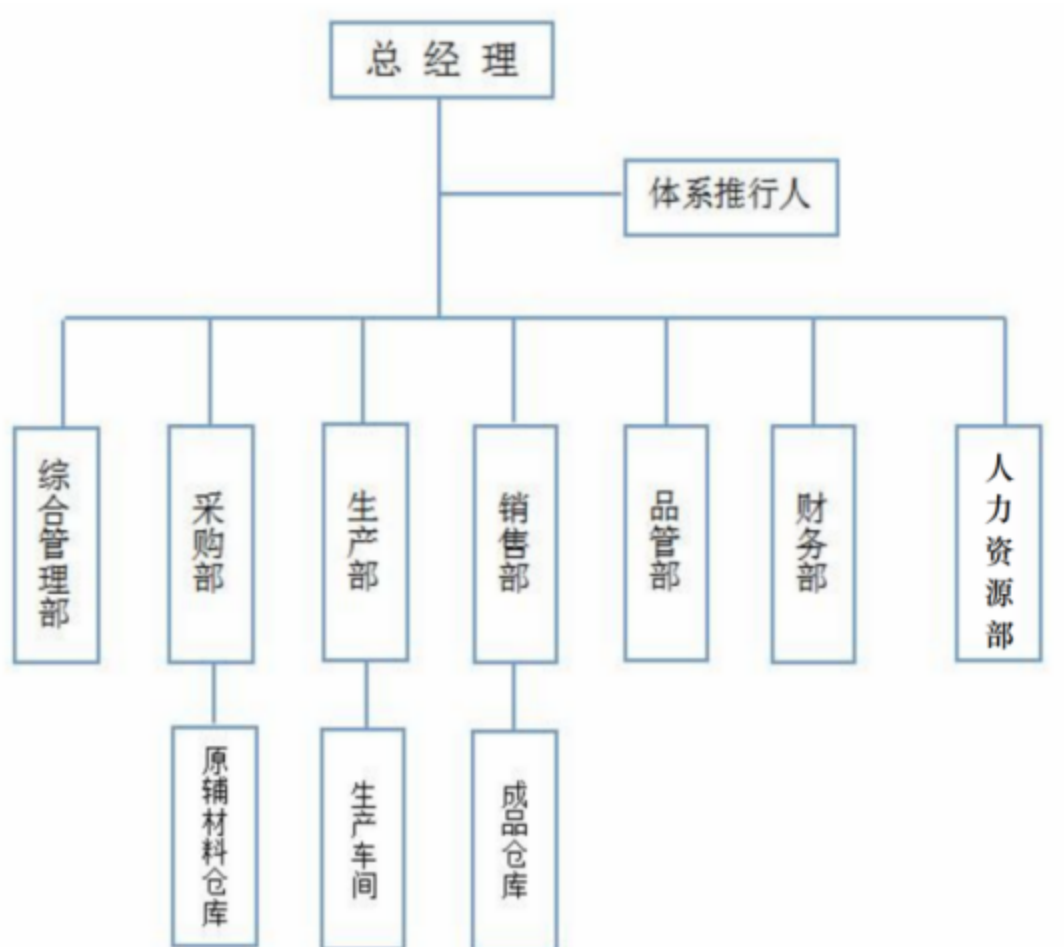 总经理
体系推行人
综合管理部
采购部
生产部
销售部
品管部
财务部
人力资源部
原辅材料仓库
生产车间
成品仓库